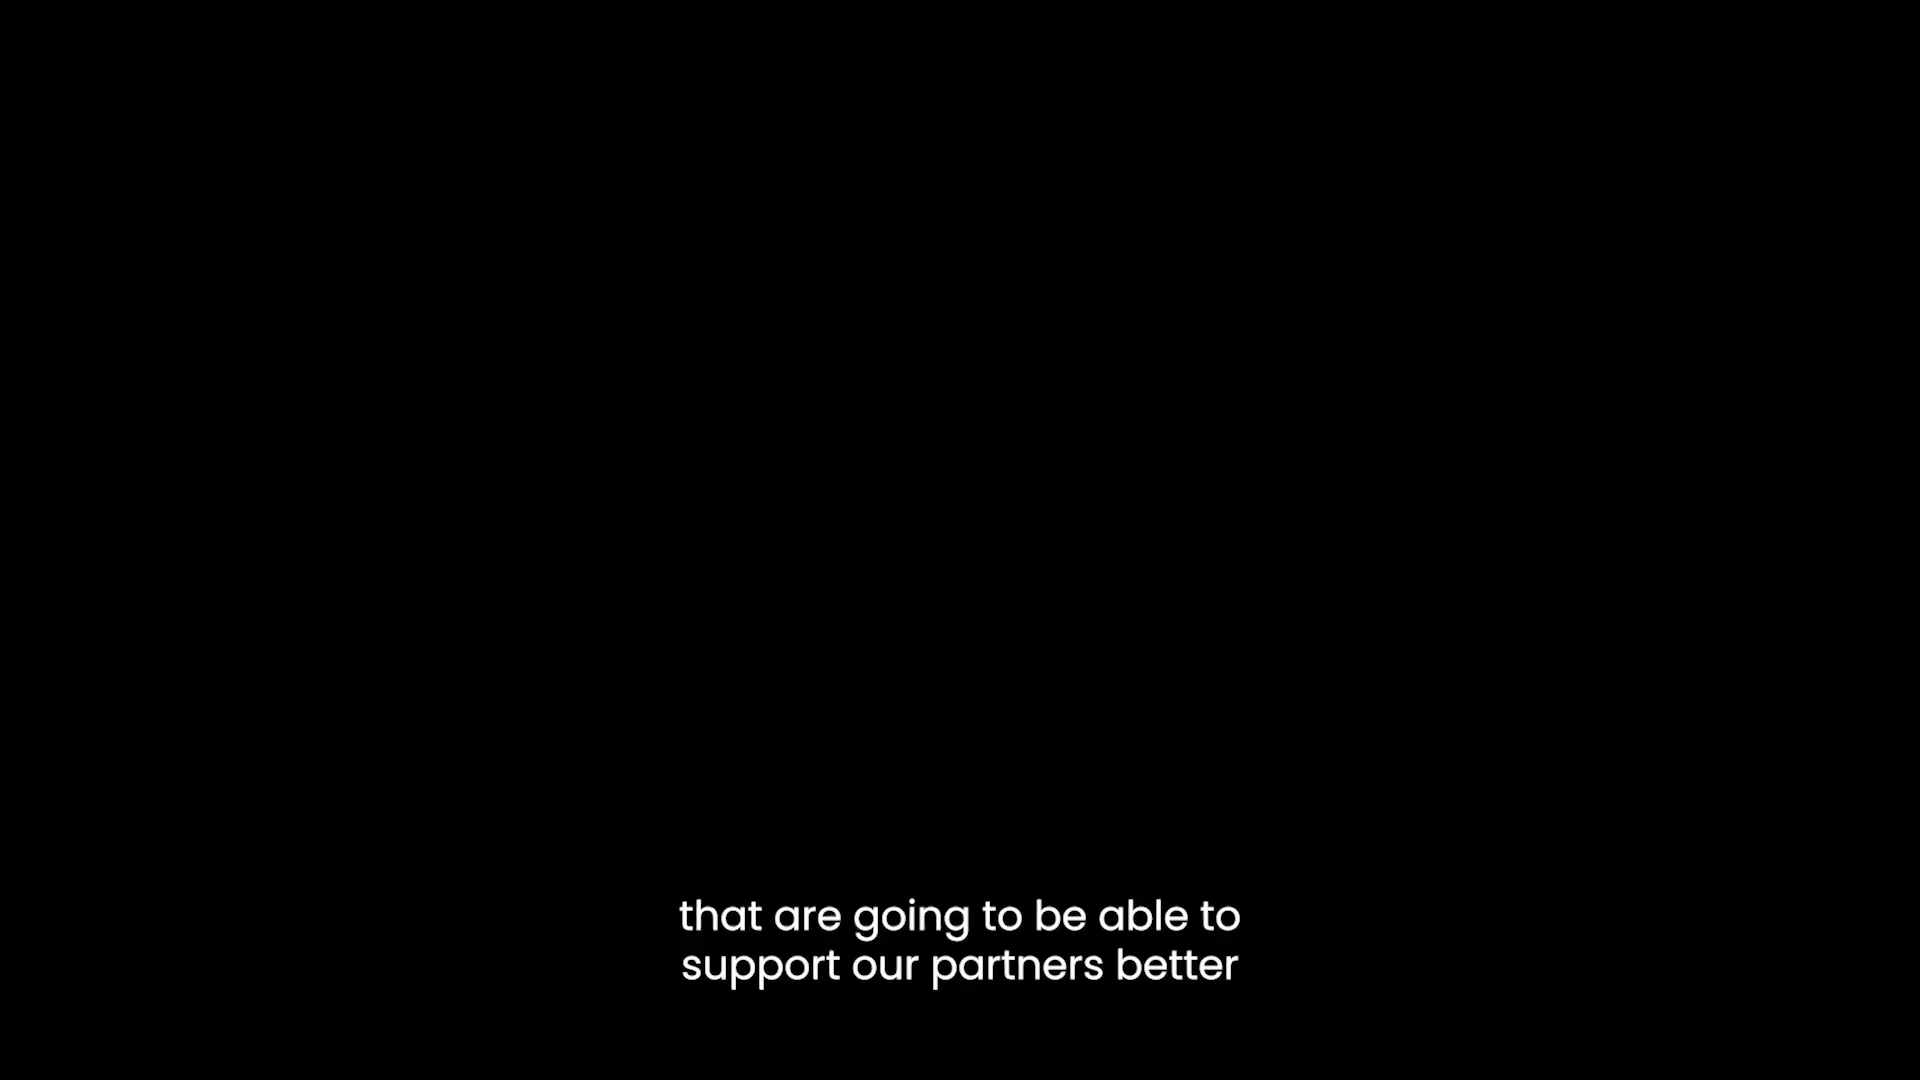 that are going to be able to
support our partners better